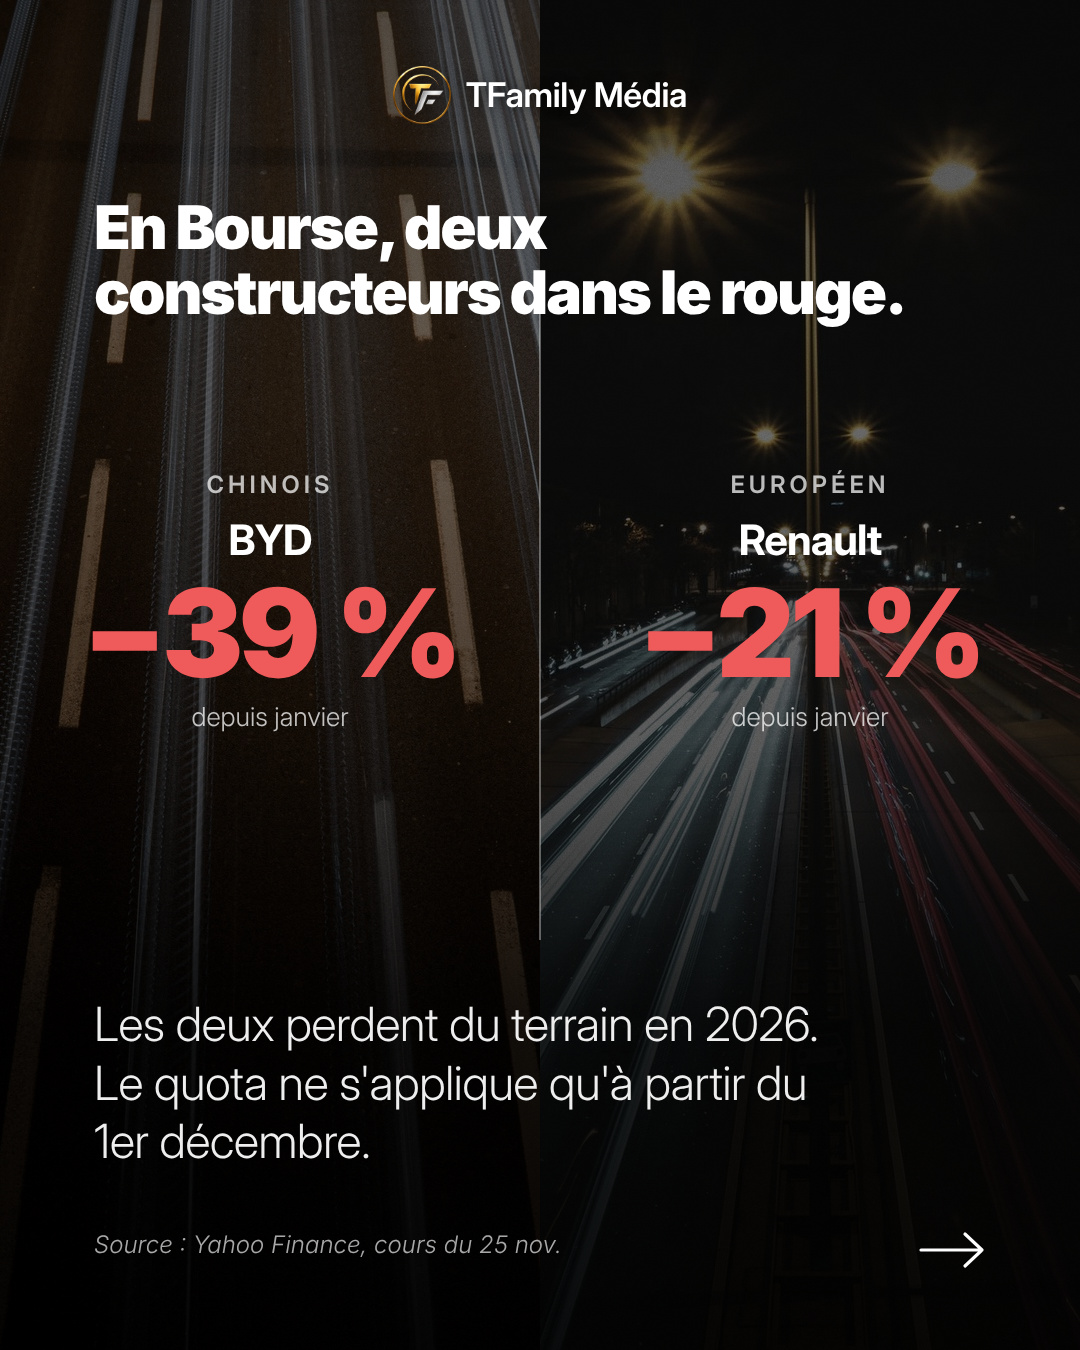 TF TFamily Média
En Bourse, deux
constructeurs dans le rouge.
CHINOIS
BYD
–39 %
depuis janvier
EUROPÉEN
Renault
–21 %
depuis janvier
Les deux perdent du terrain en 2026.
Le quota ne s'applique qu'à partir du
1er décembre.
Source : Yahoo Finance, cours du 25 nov.